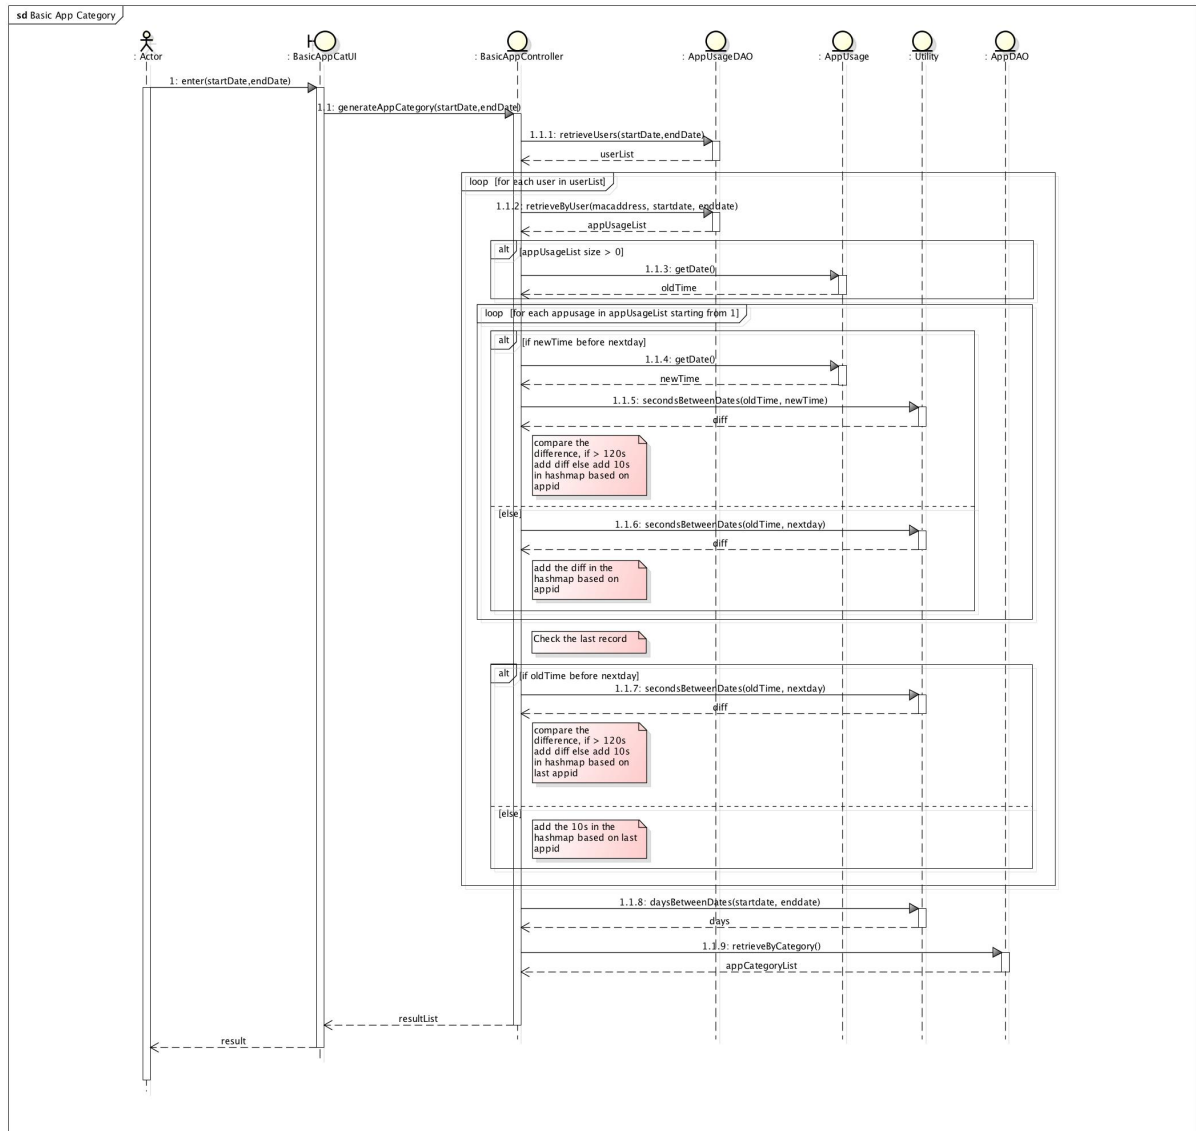 sd Basic App Category
: Actor
: BasicAppCatUI
: BasicAppController
: AppUsageDAO
: AppUsage
: Utility
: AppDAO
1: enter(startDate,endDate)
1.1: generateAppCategory(startDate,endDate)
1.1.1: retrieveUsers(startDate,endDate)
userList
loop [for each user in userList]
1.1.2: retrieveByUser(macaddress, startdate, enddate)
appUsageList
alt [appUsageList size > 0]
1.1.3: getDate()
oldTime
loop [for each appusage in appUsageList starting from 1]
alt [if newTime before nextday]
1.1.4: getDate()
newTime
1.1.5: secondsBetweenDates(oldTime, newTime)
diff
compare the
difference, if > 120s
add diff else add 10s
in hashmap based on
appid
[else]
1.1.6: secondsBetweenDates(oldTime, nextday)
diff
add the diff in the
hashmap based on
appid
Check the last record
alt [if oldTime before nextday]
1.1.7: secondsBetweenDates(oldTime, nextday)
diff
compare the
difference, if > 120s
add diff else add 10s
in hashmap based on
last appid
[else]
add the 10s in the
hashmap based on last
appid
1.1.8: daysBetweenDates(startdate, enddate)
days
1.1.9: retrieveByCategory()
appCategoryList
resultList
result